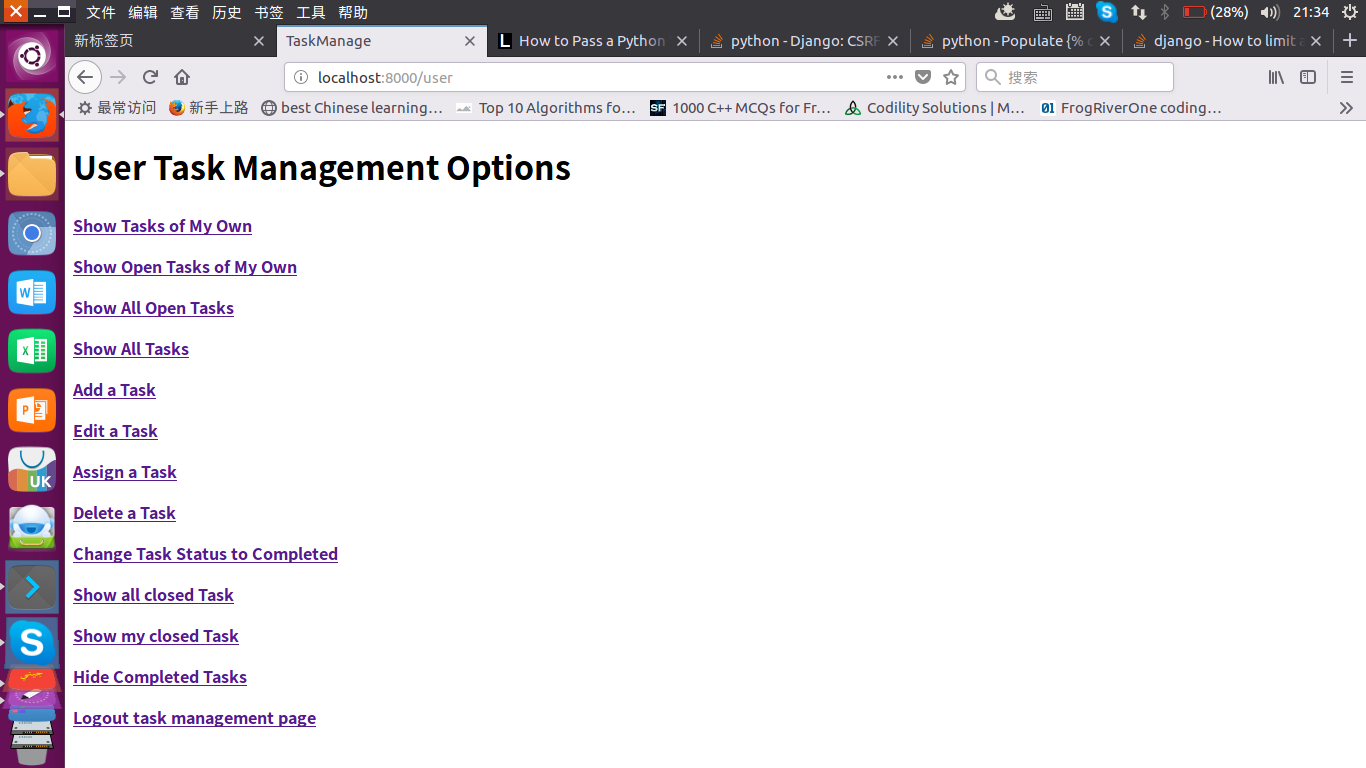 文件 编辑 查看 历史 书签 工具 帮助 (28%) 21:34
新标签页 TaskManage L How to Pass a Python python - Django: CSRF python - Populate {% django - How to limit
localhost:8000/user 搜索
最常访问 新手上路 best Chinese learning… Top 10 Algorithms fo… SF 1000 C++ MCQs for Fr… Codility Solutions | M… 01 FrogRiverOne coding…
User Task Management Options
Show Tasks of My Own
Show Open Tasks of My Own
Show All Open Tasks
Show All Tasks
Add a Task
Edit a Task
Assign a Task
Delete a Task
Change Task Status to Completed
Show all closed Task
Show my closed Task
Hide Completed Tasks
Logout task management page
W
X
P
UK
S